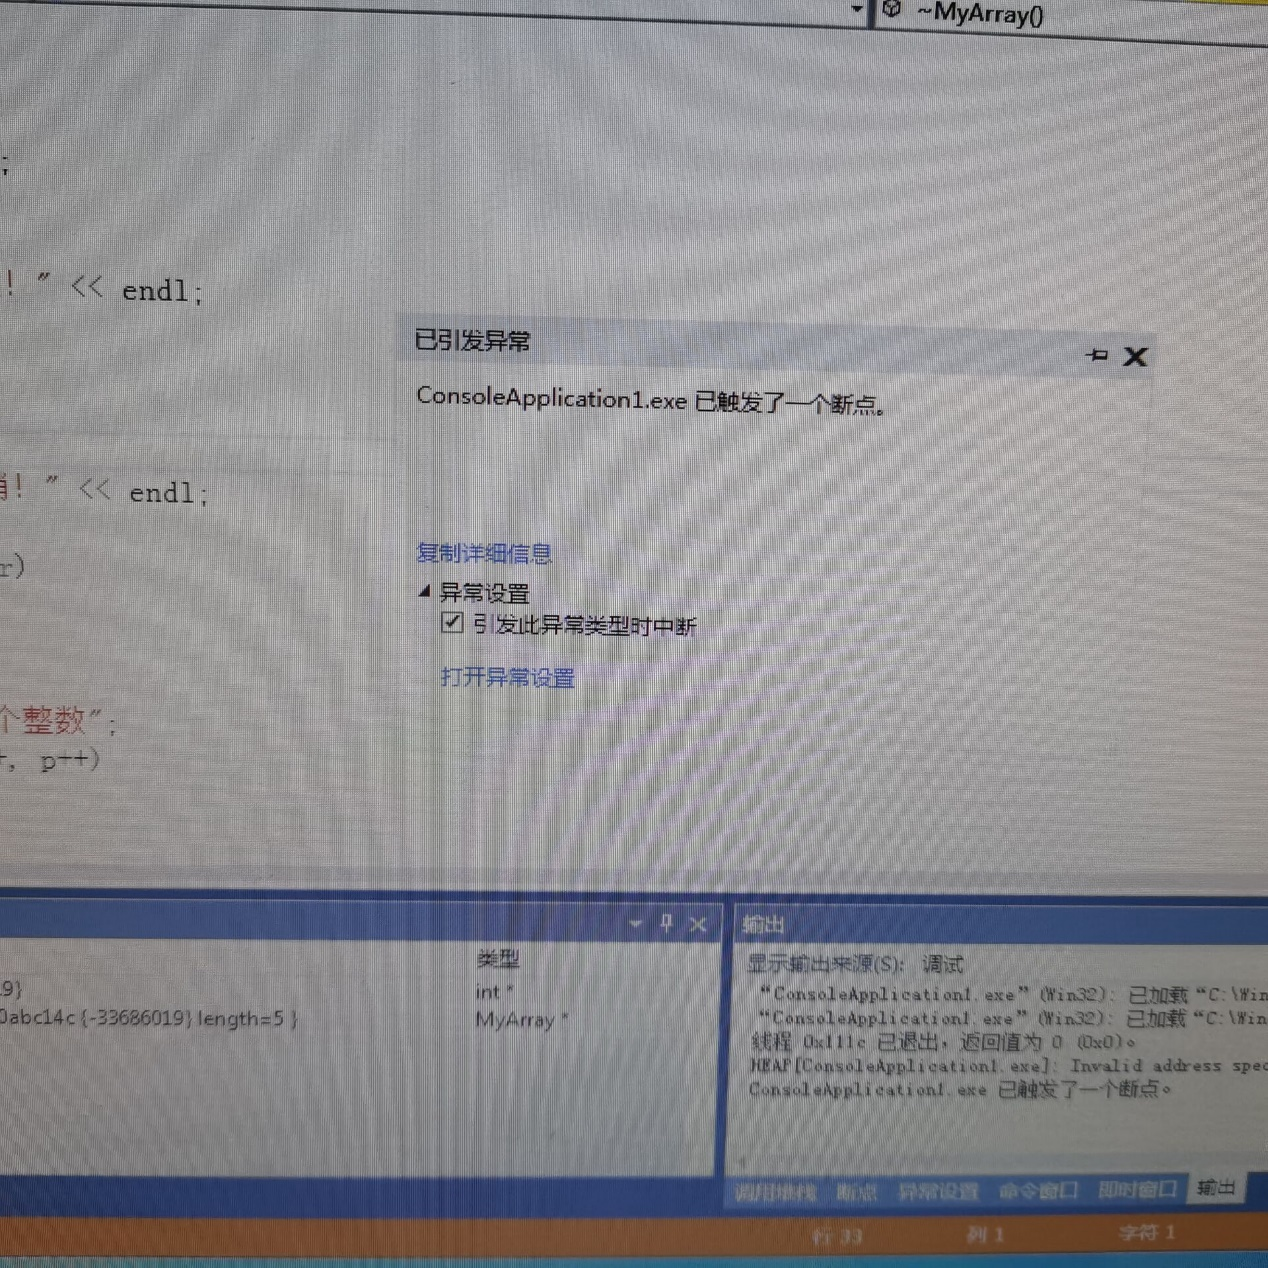 ~MyArray()
;
! " << endl;
已引发异常
ConsoleApplication1.exe 已触发了一个断点。
! " << endl;
复制详细信息
r)
异常设置
引发此异常类型时中断
打开异常设置
个整数";
, p++)
输出
类型
显示输出来源(S): 调试
9}
int *
"ConsoleApplication1.exe" (Win32): 已加载 "C:\Win
0abc14c {-33686019} length=5 }
MyArray *
"ConsoleApplication1.exe" (Win32): 已加载 "C:\Win
线程 0x111c 已退出,返回值为 0 (0x0)。
HEAP[ConsoleApplication1.exe]: Invalid address spec
ConsoleApplication1.exe 已触发了一个断点。
调用堆栈 断点 异常设置 命令窗口 即时窗口 输出
行 33 列 1 字符 1